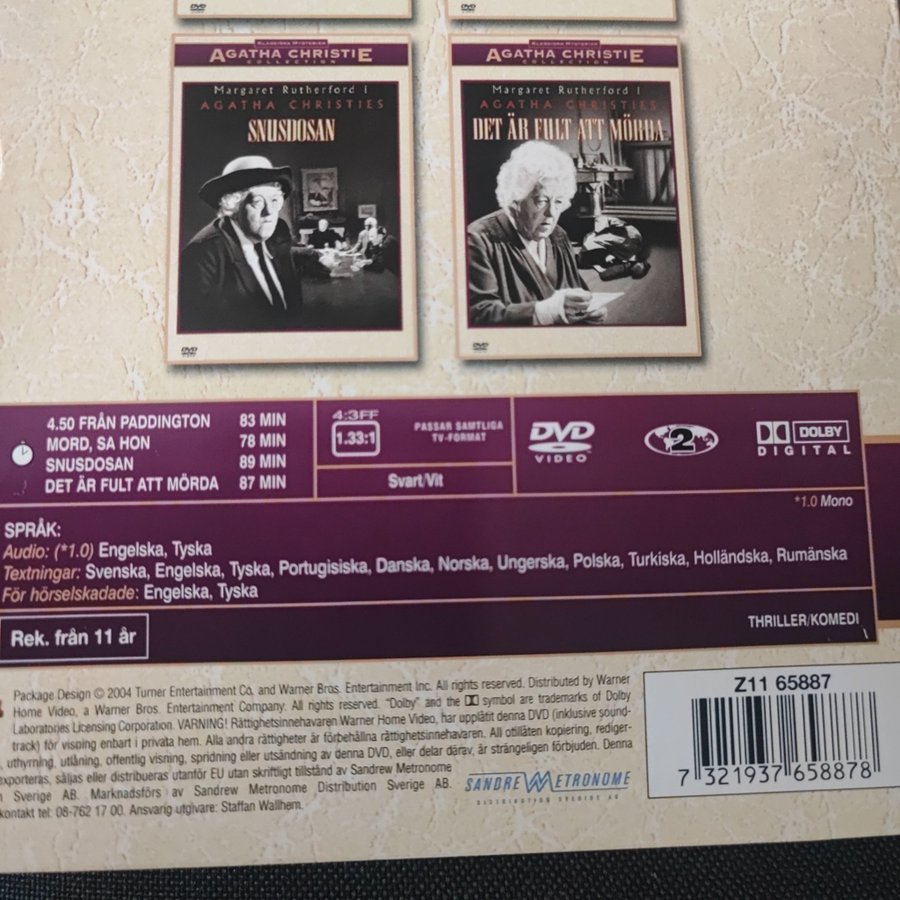 DVD
DVD
KLASSISKA MYSTERIER
AGATHA CHRISTIE
COLLECTION
Margaret Rutherford I
AGATHA CHRISTIES
SNUSDOSAN
DVD
KLASSISKA MYSTERIER
AGATHA CHRISTIE
COLLECTION
Margaret Rutherford I
AGATHA CHRISTIES
DET ÄR FULT ATT MÖRDA
DVD
4.50 FRÅN PADDINGTON 83 MIN
MORD, SA HON 78 MIN
SNUSDOSAN 89 MIN
DET ÄR FULT ATT MÖRDA 87 MIN
4:3FF
1.33:1
PASSAR SAMTLIGA
TV-FORMAT
Svart/Vit
DVD
VIDEO
2
DOLBY
DIGITAL
*1.0 Mono
SPRÅK:
Audio: (*1.0) Engelska, Tyska
Textningar: Svenska, Engelska, Tyska, Portugisiska, Danska, Norska, Ungerska, Polska, Turkiska, Holländska, Rumänska
För hörselskadade: Engelska, Tyska
Rek. från 11 år
THRILLER/KOMEDI
Package Design © 2004 Turner Entertainment Co. and Warner Bros. Entertainment Inc. All rights reserved. Distributed by Warner
Home Video, a Warner Bros. Entertainment Company. All rights reserved. "Dolby" and the symbol are trademarks of Dolby
Laboratories Licensing Corporation. VARNING! Rättighetsinnehavaren Warner Home Video, har upplåtit denna DVD (inklusive sound-
track) för visning enbart i privata hem. Alla andra rättigheter är förbehållna rättighetsinnehavaren. All otillåten kopiering, rediger-
, uthyrning, utlåning, offentlig visning, spridning eller utsändning av denna DVD, eller delar därav, är strängeligen förbjuden. Denna
exporteras, säljas eller distribueras utanför EU utan skriftligt tillstånd av Sandrew Metronome
n Sverige AB. Marknadsförs av Sandrew Metronome Distribution Sverige AB.
kontakt tel: 08-762 17 00. Ansvarig utgivare: Staffan Wallhem.
SANDREW METRONOME
DISTRIBUTION SVERIGE AB
Z11 65887
7 321937 658878